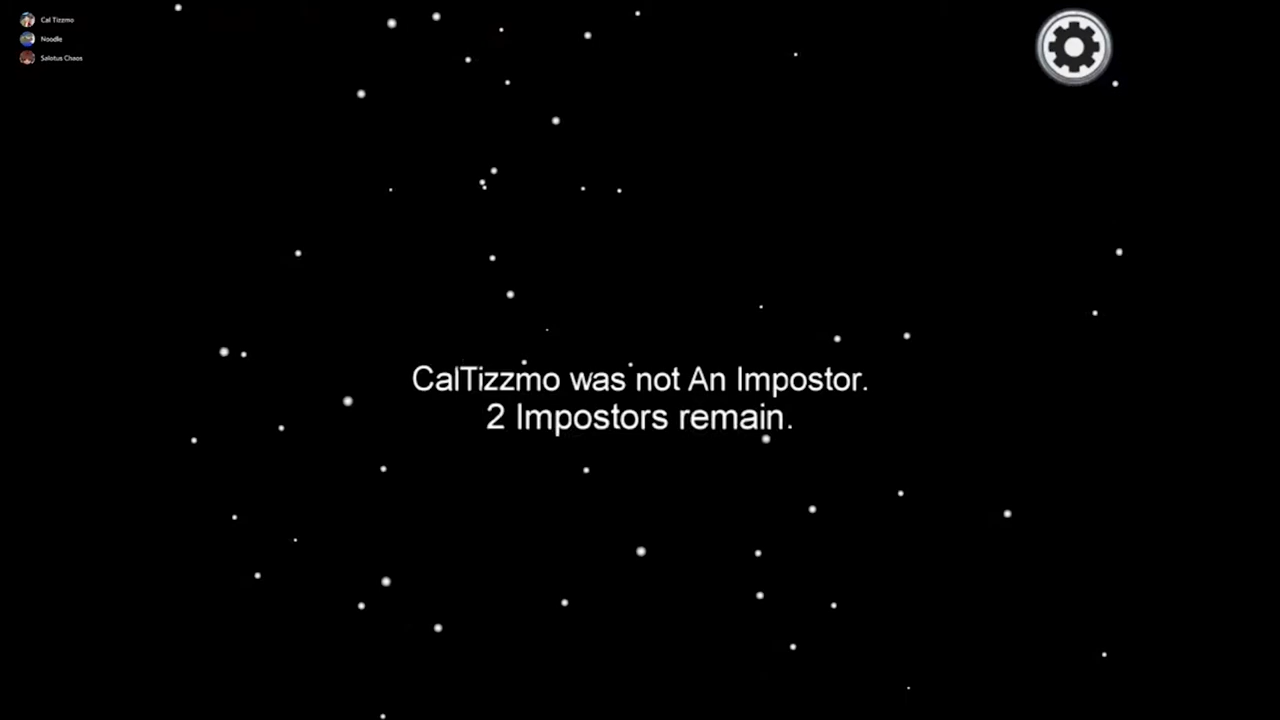 Cal Tizzmo
Noodle
Salotus Chaos
CalTizzmo was not An Impostor.
2 Impostors remain.